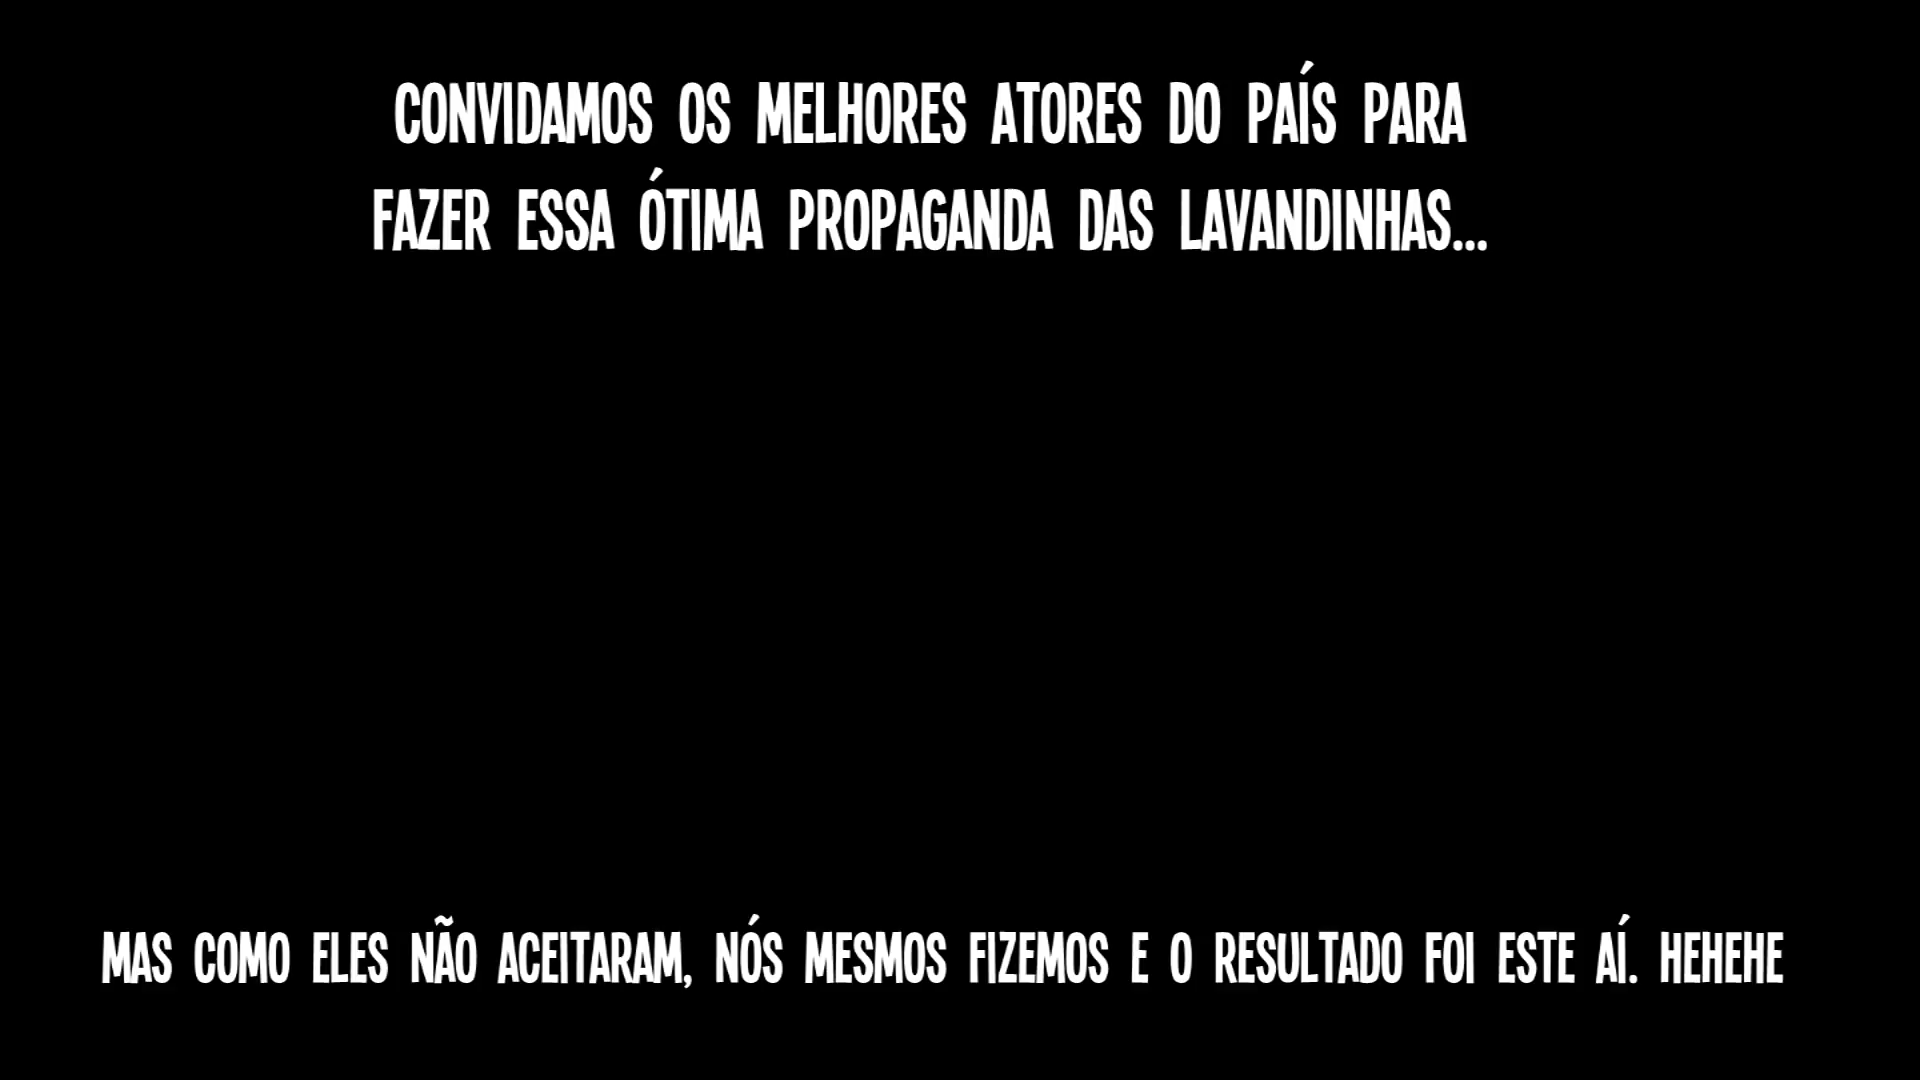 CONVIDAMOS OS MELHORES ATORES DO PAÍS PARA
FAZER ESSA ÓTIMA PROPAGANDA DAS LAVANDINHAS...
MAS COMO ELES NÃO ACEITARAM, NÓS MESMOS FIZEMOS E O RESULTADO FOI ESTE AÍ. HEHEHE